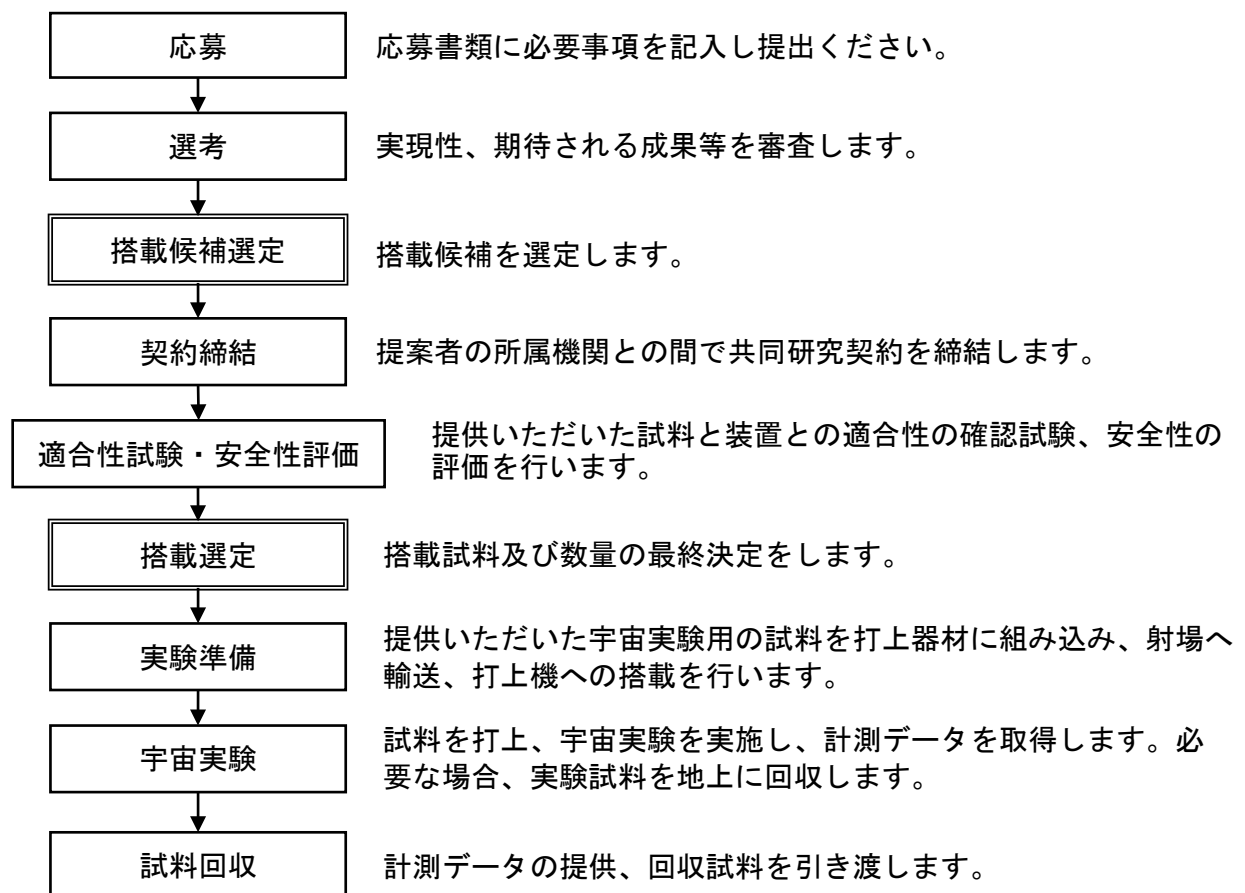 応募
応募書類に必要事項を記入し提出ください。
選考
実現性、期待される成果等を審査します。
搭載候補選定
搭載候補を選定します。
契約締結
提案者の所属機関との間で共同研究契約を締結します。
適合性試験・安全性評価
提供いただいた試料と装置との適合性の確認試験、安全性の
評価を行います。
搭載選定
搭載試料及び数量の最終決定をします。
実験準備
提供いただいた宇宙実験用の試料を打上器材に組み込み、射場へ
輸送、打上機への搭載を行います。
宇宙実験
試料を打上、宇宙実験を実施し、計測データを取得します。必
要な場合、実験試料を地上に回収します。
試料回収
計測データの提供、回収試料を引き渡します。